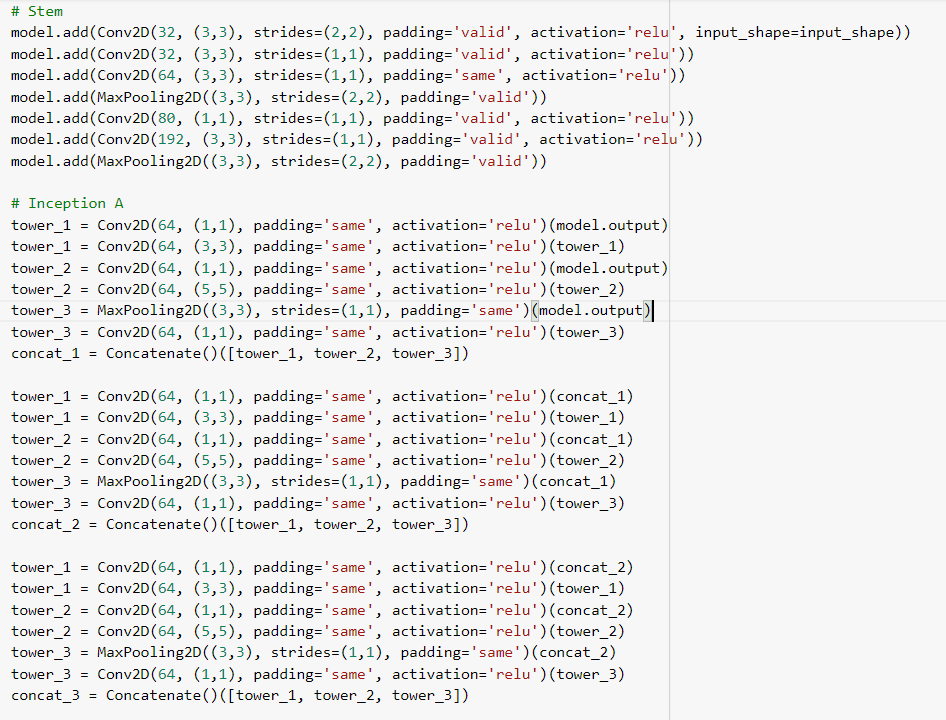 # Stem
model.add(Conv2D(32, (3,3), strides=(2,2), padding='valid', activation='relu', input_shape=input_shape))
model.add(Conv2D(32, (3,3), strides=(1,1), padding='valid', activation='relu'))
model.add(Conv2D(64, (3,3), strides=(1,1), padding='same', activation='relu'))
model.add(MaxPooling2D((3,3), strides=(2,2), padding='valid'))
model.add(Conv2D(80, (1,1), strides=(1,1), padding='valid', activation='relu'))
model.add(Conv2D(192, (3,3), strides=(1,1), padding='valid', activation='relu'))
model.add(MaxPooling2D((3,3), strides=(2,2), padding='valid'))

# Inception A
tower_1 = Conv2D(64, (1,1), padding='same', activation='relu')(model.output)
tower_1 = Conv2D(64, (3,3), padding='same', activation='relu')(tower_1)
tower_2 = Conv2D(64, (1,1), padding='same', activation='relu')(model.output)
tower_2 = Conv2D(64, (5,5), padding='same', activation='relu')(tower_2)
tower_3 = MaxPooling2D((3,3), strides=(1,1), padding='same')(model.output)
tower_3 = Conv2D(64, (1,1), padding='same', activation='relu')(tower_3)
concat_1 = Concatenate()([tower_1, tower_2, tower_3])

tower_1 = Conv2D(64, (1,1), padding='same', activation='relu')(concat_1)
tower_1 = Conv2D(64, (3,3), padding='same', activation='relu')(tower_1)
tower_2 = Conv2D(64, (1,1), padding='same', activation='relu')(concat_1)
tower_2 = Conv2D(64, (5,5), padding='same', activation='relu')(tower_2)
tower_3 = MaxPooling2D((3,3), strides=(1,1), padding='same')(concat_1)
tower_3 = Conv2D(64, (1,1), padding='same', activation='relu')(tower_3)
concat_2 = Concatenate()([tower_1, tower_2, tower_3])

tower_1 = Conv2D(64, (1,1), padding='same', activation='relu')(concat_2)
tower_1 = Conv2D(64, (3,3), padding='same', activation='relu')(tower_1)
tower_2 = Conv2D(64, (1,1), padding='same', activation='relu')(concat_2)
tower_2 = Conv2D(64, (5,5), padding='same', activation='relu')(tower_2)
tower_3 = MaxPooling2D((3,3), strides=(1,1), padding='same')(concat_2)
tower_3 = Conv2D(64, (1,1), padding='same', activation='relu')(tower_3)
concat_3 = Concatenate()([tower_1, tower_2, tower_3])